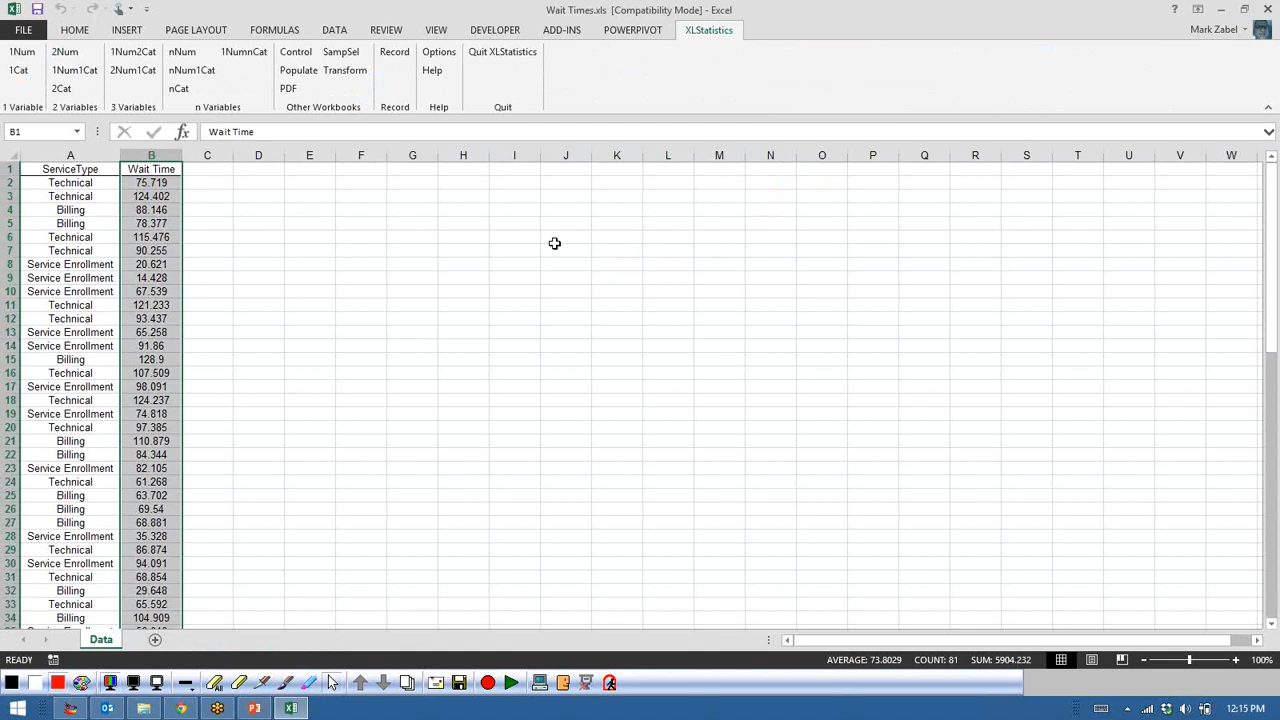 Wait Times.xls [Compatibility Mode] - Excel
FILE HOME INSERT PAGE LAYOUT FORMULAS DATA REVIEW VIEW DEVELOPER ADD-INS POWERPIVOT XLStatistics Mark Zabel
1Num 2Num 1Num2Cat nNum 1NumnCat Control SampSel Record Options Quit XLStatistics
1Cat 1Num1Cat 2Num1Cat nNum1Cat Populate Transform Help
2Cat nCat PDF
1 Variable 2 Variables 3 Variables n Variables Other Workbooks Record Help Quit
B1 fx Wait Time
A B C D E F G H I J K L M N O P Q R S T U V W
1 ServiceType Wait Time
2 Technical 75.719
3 Technical 124.402
4 Billing 88.146
5 Billing 78.377
6 Technical 115.476
7 Technical 90.255
8 Service Enrollment 20.621
9 Service Enrollment 14.428
10 Service Enrollment 67.539
11 Technical 121.233
12 Technical 93.437
13 Service Enrollment 65.258
14 Service Enrollment 91.86
15 Billing 128.9
16 Technical 107.509
17 Service Enrollment 98.091
18 Technical 124.237
19 Service Enrollment 74.818
20 Technical 97.385
21 Billing 110.879
22 Billing 84.344
23 Service Enrollment 82.105
24 Technical 61.268
25 Billing 63.702
26 Billing 69.54
27 Billing 68.881
28 Service Enrollment 35.328
29 Technical 86.874
30 Service Enrollment 94.091
31 Technical 68.854
32 Billing 29.648
33 Technical 65.592
34 Billing 104.909
Data
READY AVERAGE: 73.8029 COUNT: 81 SUM: 5904.232 100%
12:15 PM